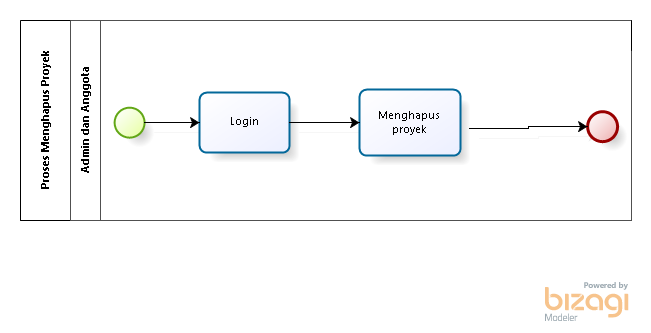 Proses Menghapus Proyek
Admin dan Anggota
Login
Menghapus
proyek
Powered by
bizagi
Modeler